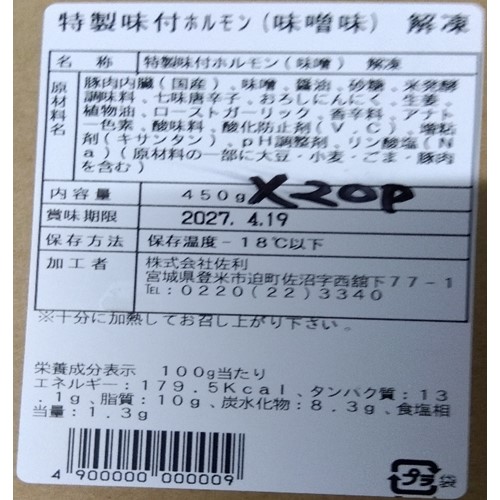 特製味付ホルモン(味噌味) 解凍
名称 特製味付ホルモン(味噌) 解凍
原材料名 豚肉内臓(国産)、味噌、醤油、砂糖、米発酵
調味料、七味唐辛子、おろしにんにく、生姜、
植物油、ローストガーリック、香辛料、アナト
ー色素、酸味料、酸化防止剤(V.C)、増粘
剤(キサンタン)、pH調整剤、リン酸塩(N
a)(原材料の一部に大豆・小麦・ごま・豚肉
を含む)
内容量 450g X20P
賞味期限 2027. 4.19
保存方法 保存温度-18℃以下
加工者 株式会社佐利
宮城県登米市迫町佐沼字西舘下77-1
TEL:0220(22)3340
※十分に加熱してお召し上がり下さい。
栄養成分表示 100g当たり
エネルギー:179.5Kcal、タンパク質:13
.1g、脂質:10g、炭水化物:8.3g、食塩相
当量:1.3g
4 900000 000009
プラ 袋